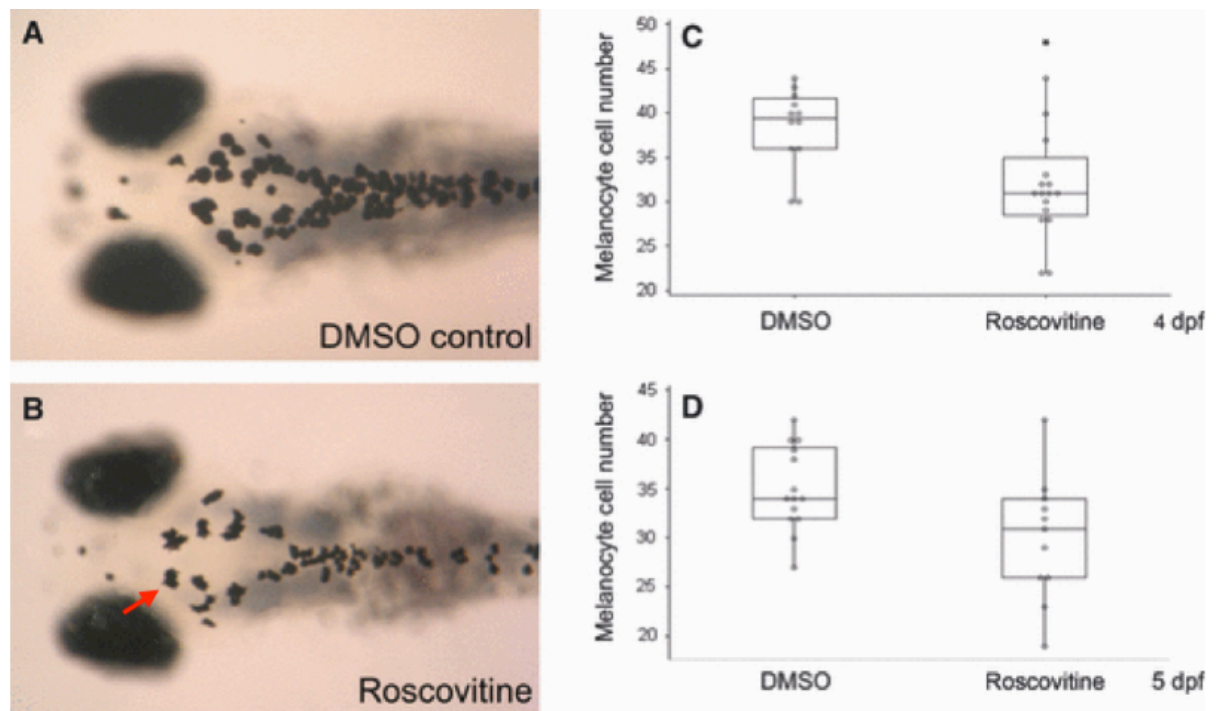 A
DMSO control
B
Roscovitine
C
Melanocyte cell number
50
45
40
35
30
25
20
DMSO Roscovitine 4 dpf
D
Melanocyte cell number
45
40
35
30
25
20
DMSO Roscovitine 5 dpf